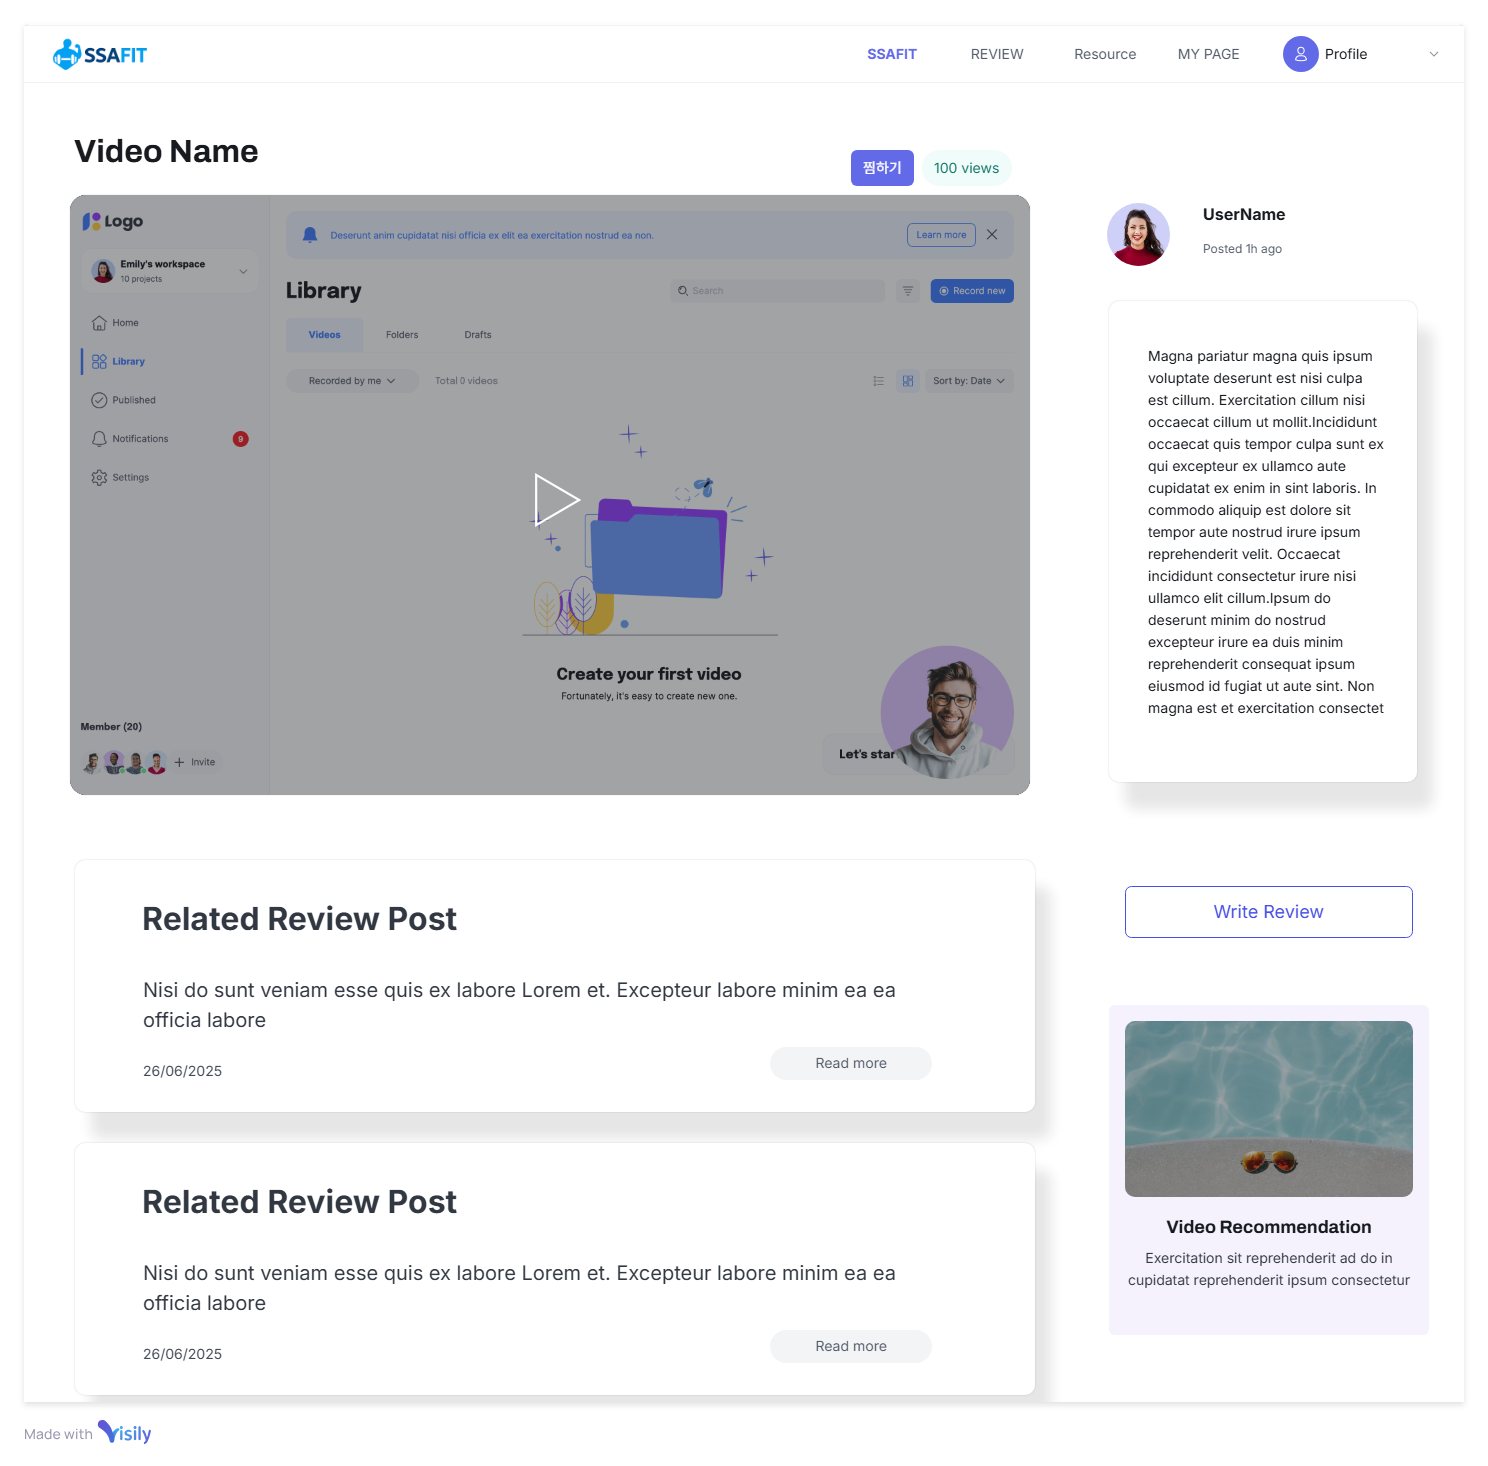 SSAFIT
SSAFIT
REVIEW
Resource
MY PAGE
Profile
Video Name
찜하기
100 views
Logo
Emily's workspace
10 projects
Home
Library
Published
Notifications
9
Settings
Member (20)
Invite
Deserunt anim cupidatat nisi officia ex elit ea exercitation nostrud ea non.
Learn more
Library
Search
Record new
Videos
Folders
Drafts
Recorded by me
Total 0 videos
Sort by: Date
Create your first video
Fortunately, it's easy to create new one.
Let's star
UserName
Posted 1h ago
Magna pariatur magna quis ipsum
voluptate deserunt est nisi culpa
est cillum. Exercitation cillum nisi
occaecat cillum ut mollit.Incididunt
occaecat quis tempor culpa sunt ex
qui excepteur ex ullamco aute
cupidatat ex enim in sint laboris. In
commodo aliquip est dolore sit
tempor aute nostrud irure ipsum
reprehenderit velit. Occaecat
incididunt consectetur irure nisi
ullamco elit cillum.Ipsum do
deserunt minim do nostrud
excepteur irure ea duis minim
reprehenderit consequat ipsum
eiusmod id fugiat ut aute sint. Non
magna est et exercitation consectet
Related Review Post
Nisi do sunt veniam esse quis ex labore Lorem et. Excepteur labore minim ea ea
officia labore
26/06/2025
Read more
Write Review
Related Review Post
Nisi do sunt veniam esse quis ex labore Lorem et. Excepteur labore minim ea ea
officia labore
26/06/2025
Read more
Video Recommendation
Exercitation sit reprehenderit ad do in
cupidatat reprehenderit ipsum consectetur
Made with Visily